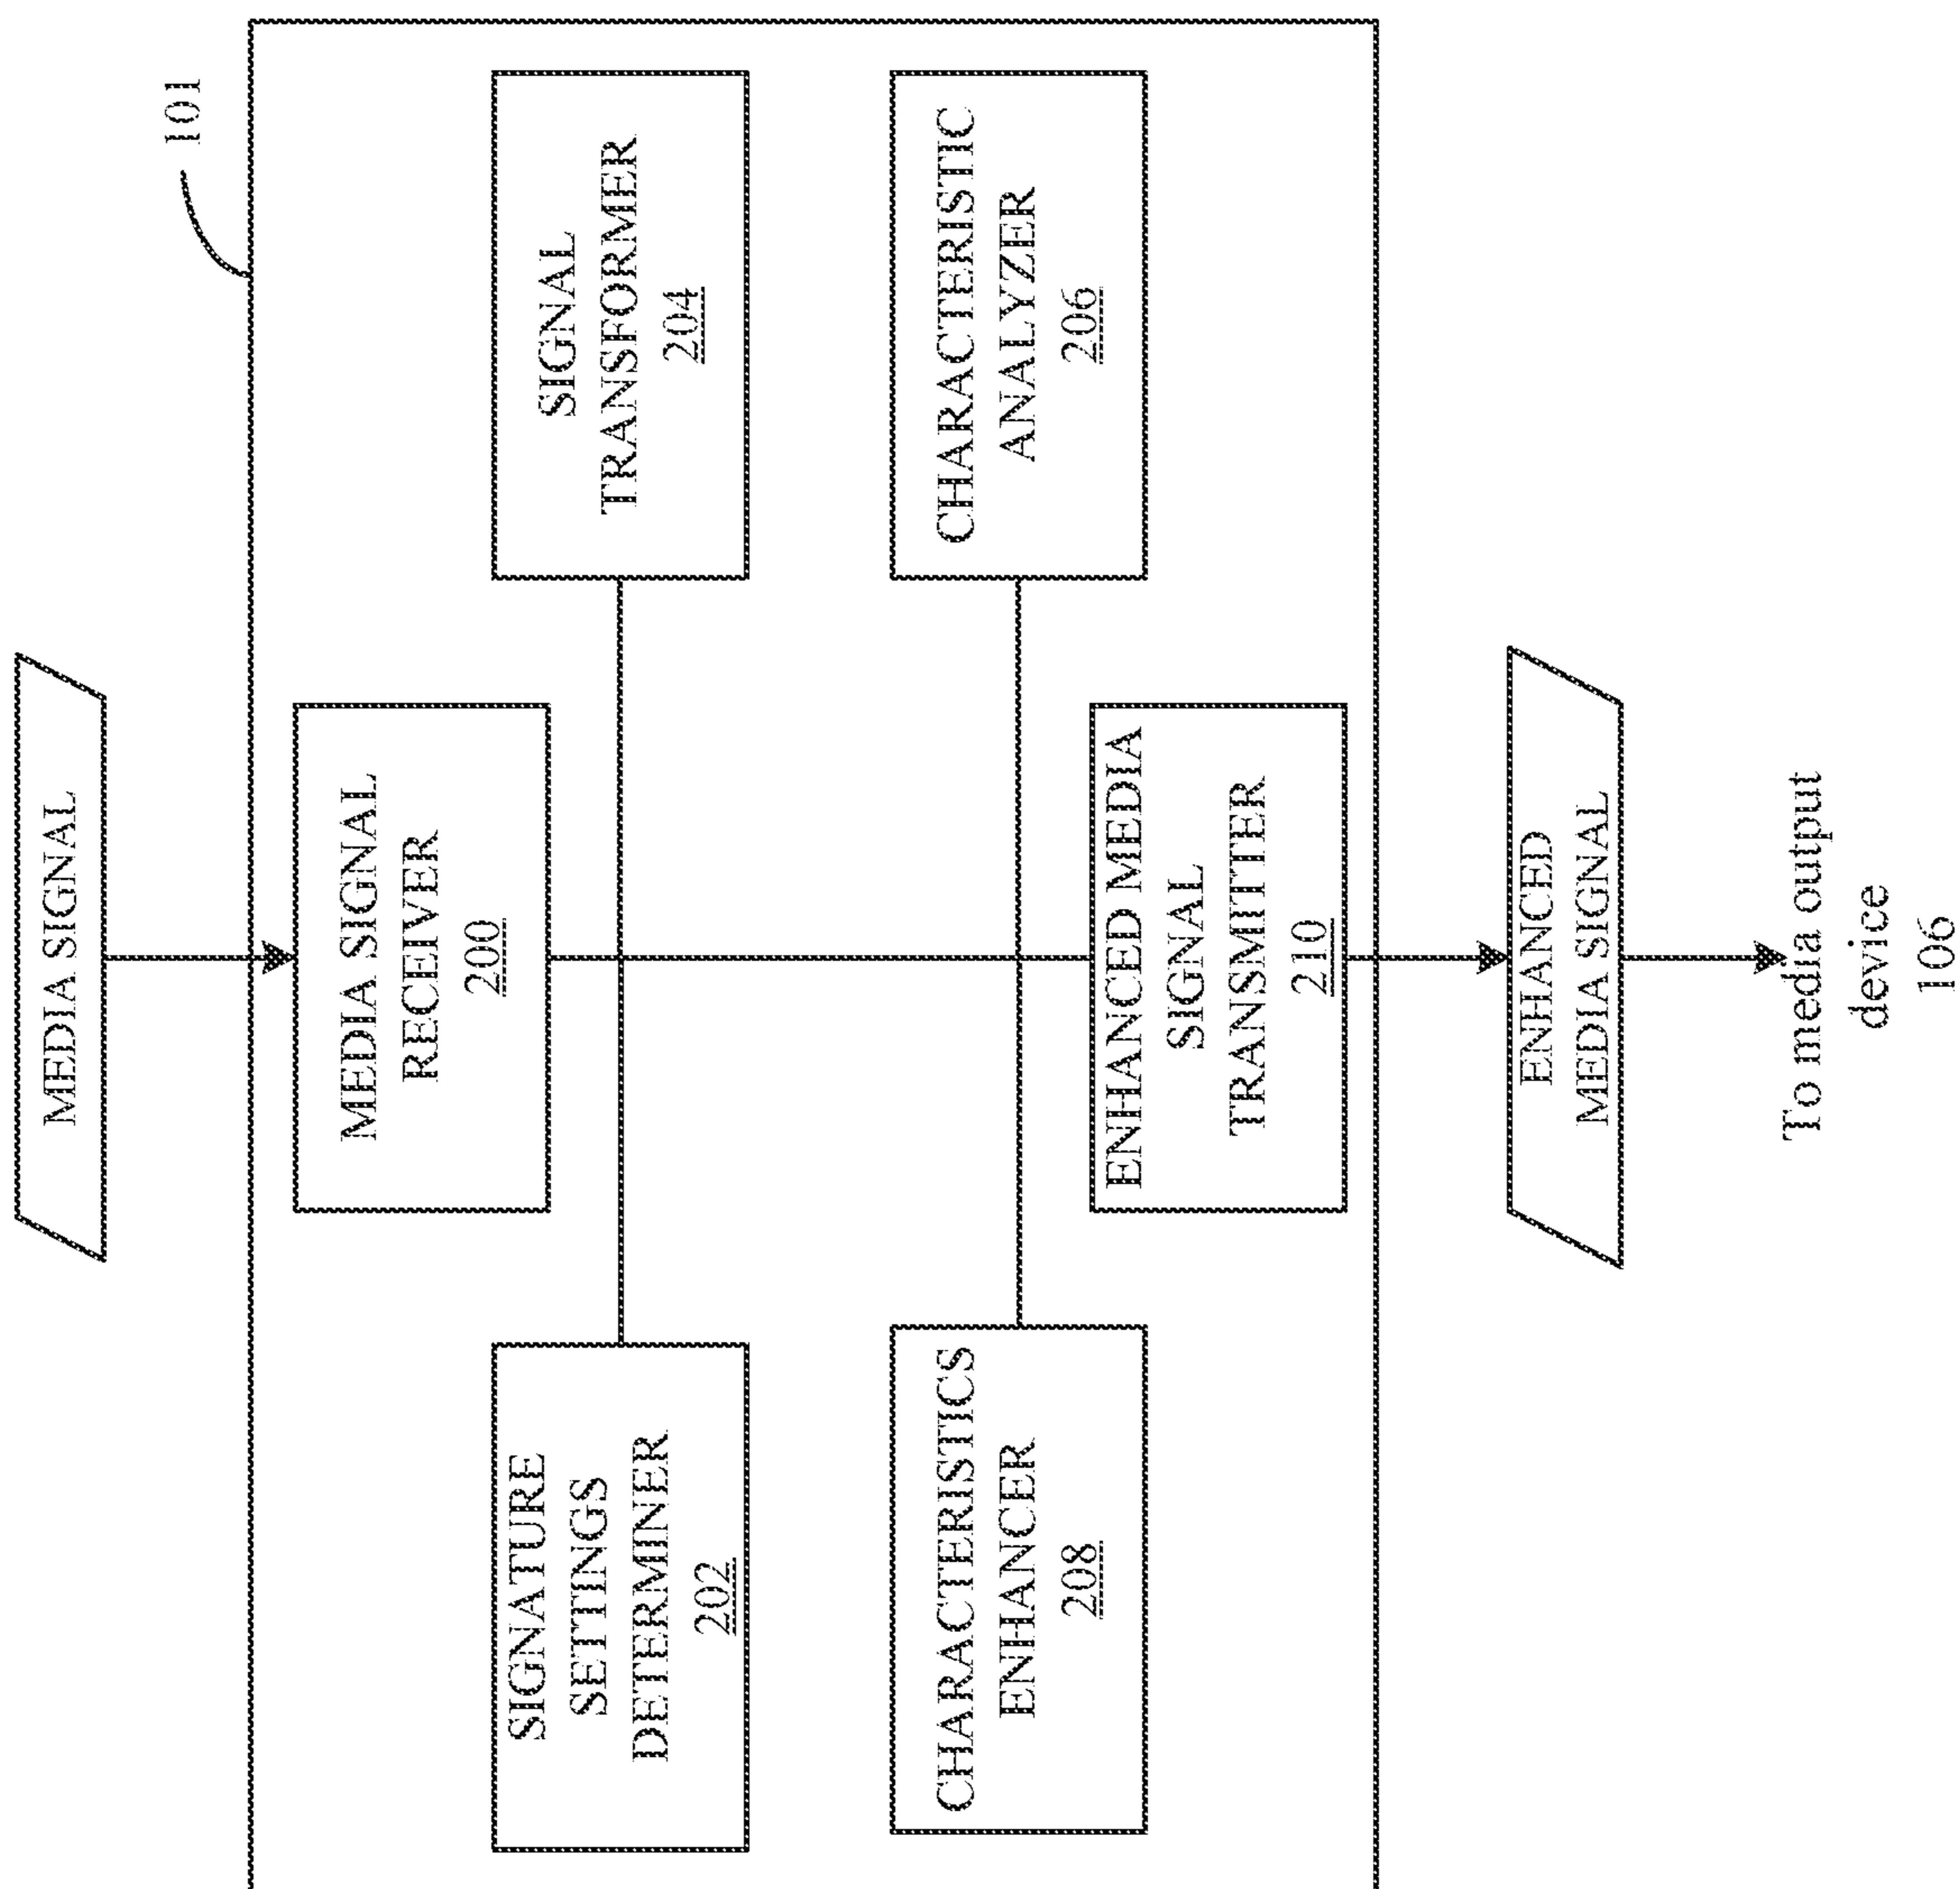 MEDIA SIGNAL
101
MEDIA SIGNAL
RECEIVER
200
SIGNATURE
SETTINGS
DETERMINER
202
SIGNAL
TRANSFORMER
204
CHARACTERISTICS
ENHANCER
208
CHARACTERISTIC
ANALYZER
206
ENHANCED MEDIA
SIGNAL
TRANSMITTER
210
ENHANCED
MEDIA SIGNAL
To media output
device
106